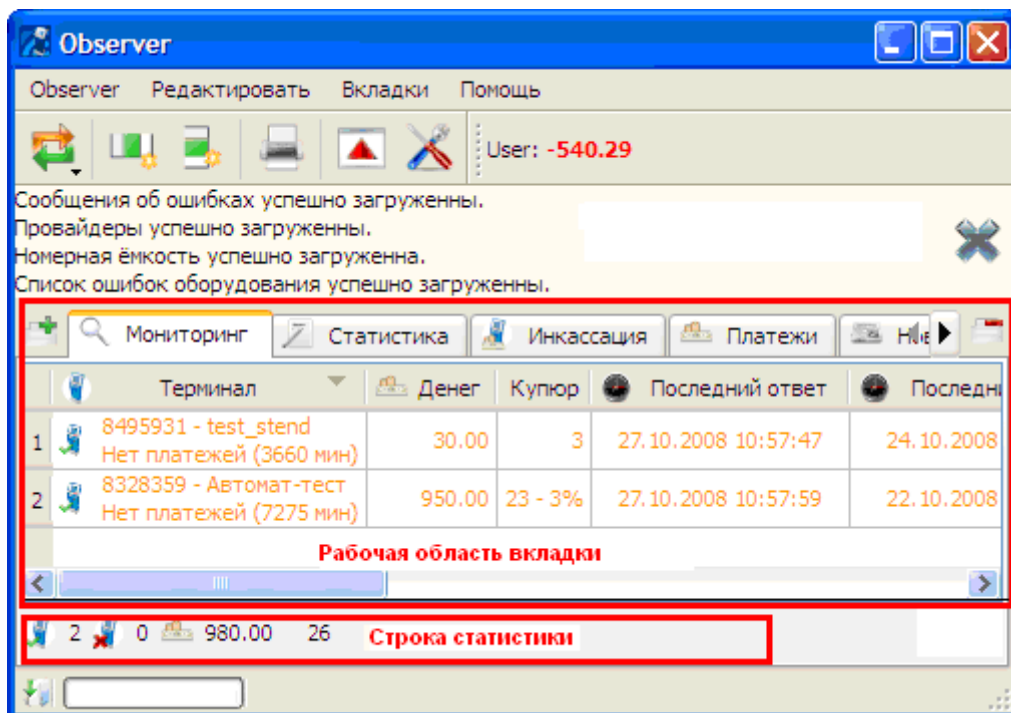 Observer
Observer Редактировать Вкладки Помощь
User: -540.29
Сообщения об ошибках успешно загруженны.
Провайдеры успешно загруженны.
Номерная ёмкость успешно загруженна.
Список ошибок оборудования успешно загруженны.
Мониторинг Статистика Инкассация Платежи
Терминал Денег Купюр Последний ответ Последн
1 8495931 - test_stend 30.00 3 27.10.2008 10:57:47 24.10.2008
Нет платежей (3660 мин)
2 8328359 - Автомат-тест 950.00 23 - 3% 27.10.2008 10:57:59 22.10.2008
Нет платежей (7275 мин)
Рабочая область вкладки
2 0 980.00 26 Строка статистики